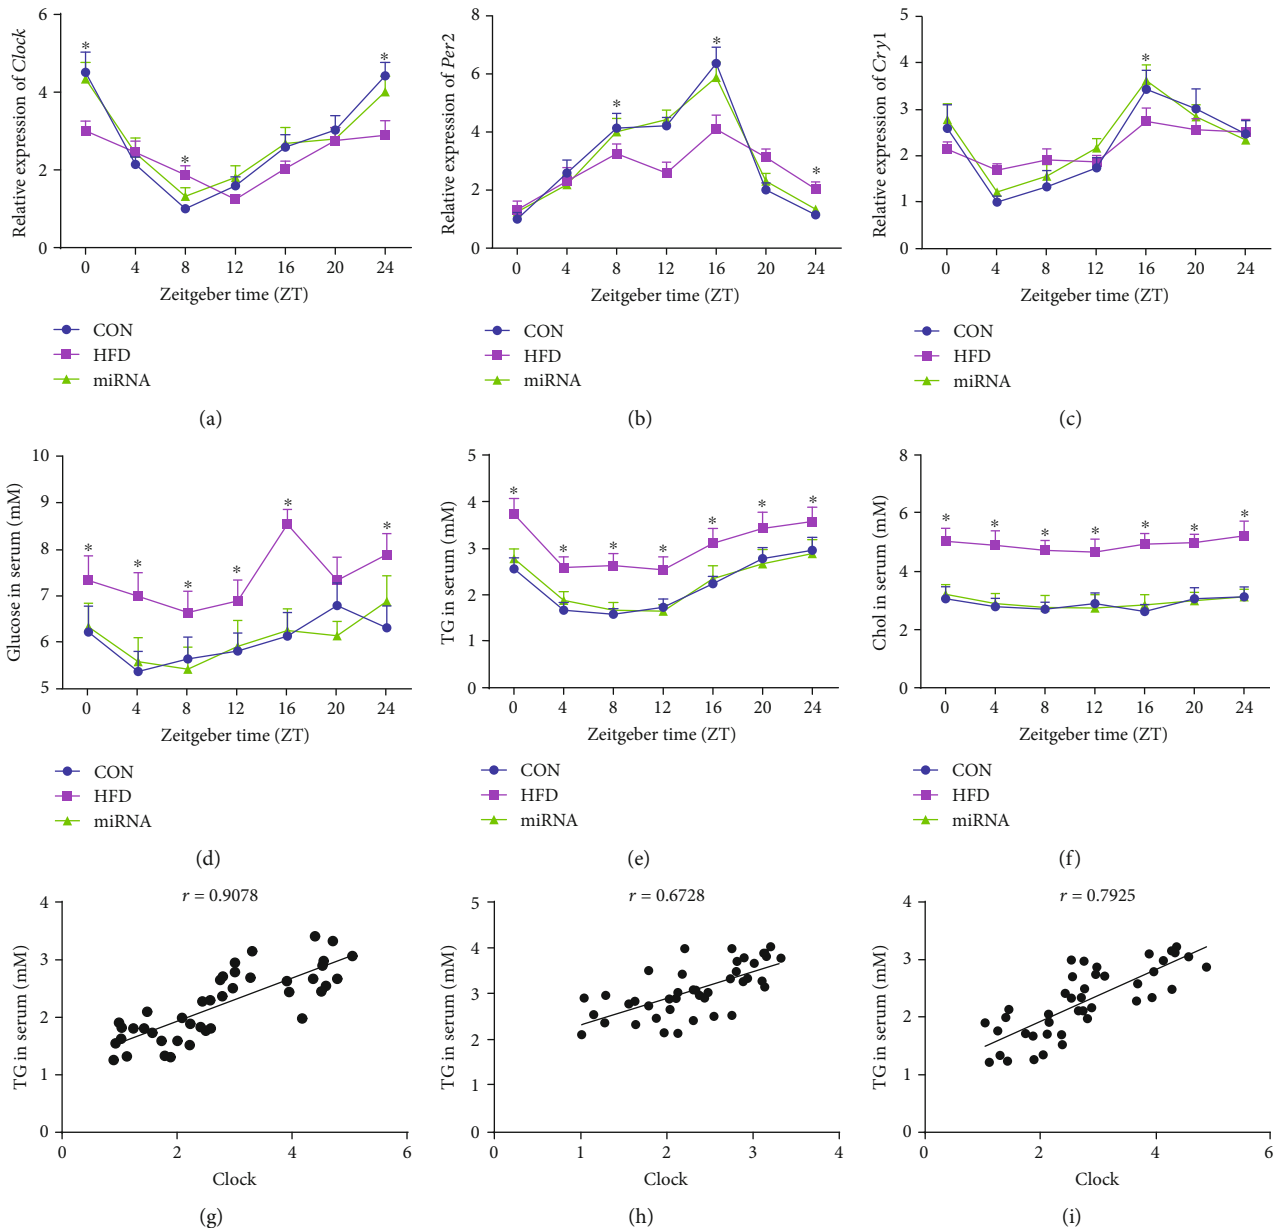 Relative expression of Clock
6
4
2
0
*
*
*
0 4 8 12 16 20 24
Zeitgeber time (ZT)
CON
HFD
miRNA
(a)
Relative expression of Per2
8
6
4
2
0
*
*
*
0 4 8 12 16 20 24
Zeitgeber time (ZT)
CON
HFD
miRNA
(b)
Relative expression of Cry1
5
4
3
2
1
0
*
0 4 8 12 16 20 24
Zeitgeber time (ZT)
CON
HFD
miRNA
(c)
Glucose in serum (mM)
10
9
8
7
6
5
*
*
*
*
*
*
0 4 8 12 16 20 24
Zeitgeber time (ZT)
CON
HFD
miRNA
(d)
TG in serum (mM)
5
4
3
2
1
0
*
*
*
*
*
*
*
0 4 8 12 16 20 24
Zeitgeber time (ZT)
CON
HFD
miRNA
(e)
Chol in serum (mM)
8
6
4
2
0
*
*
*
*
*
*
*
0 4 8 12 16 20 24
Zeitgeber time (ZT)
CON
HFD
miRNA
(f)
r = 0.9078
TG in serum (mM)
4
3
2
1
0
0 2 4 6
Clock
(g)
r = 0.6728
TG in serum (mM)
5
4
3
2
1
0
0 1 2 3 4
Clock
(h)
r = 0.7925
TG in serum (mM)
4
3
2
1
0
0 2 4 6
Clock
(i)